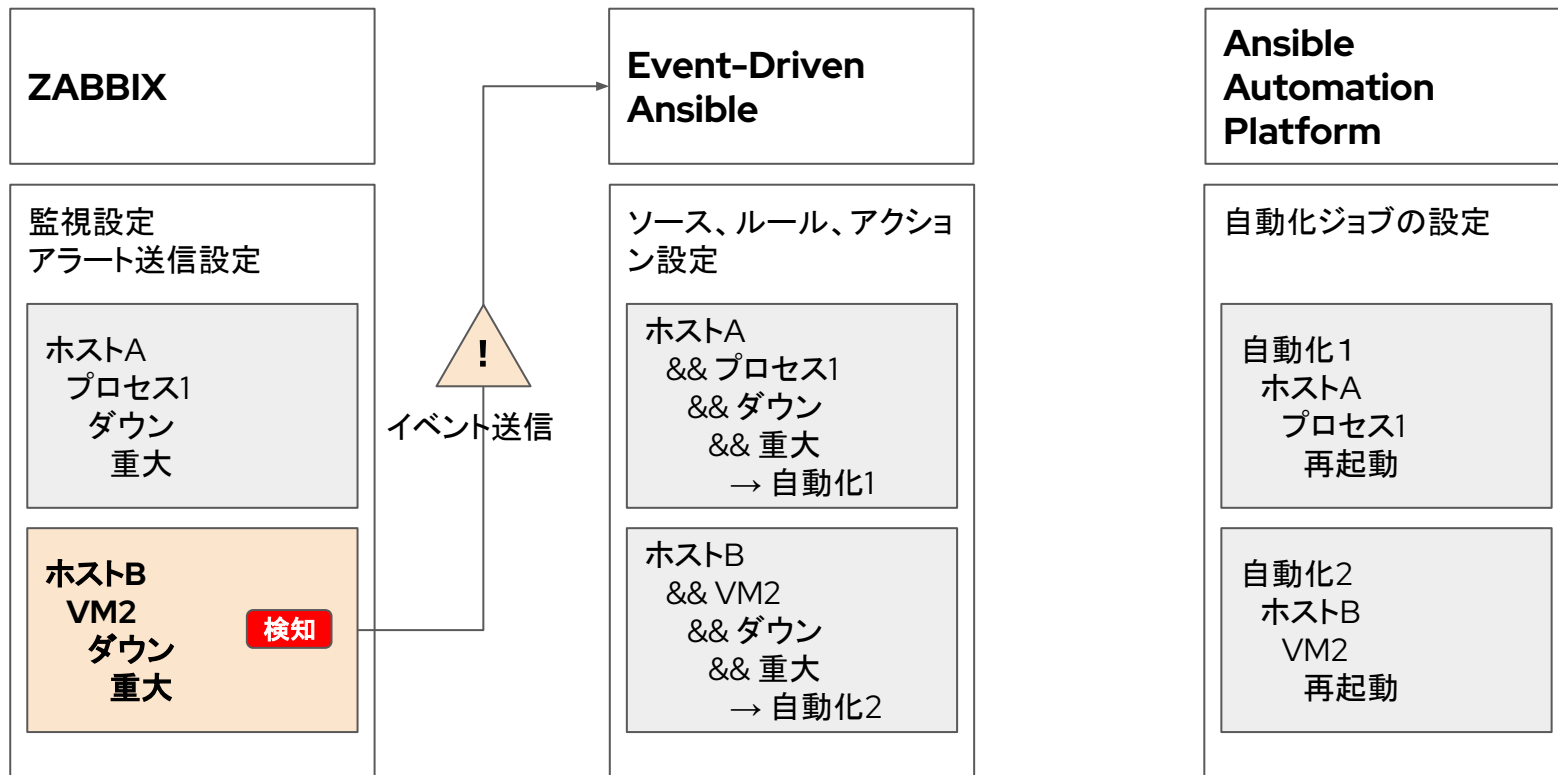 ZABBIX
監視設定
アラート送信設定
ホストA
プロセス1
ダウン
重大
ホストB
VM2
ダウン
重大
検知
!
イベント送信
Event-Driven
Ansible
ソース、ルール、アクショ
ン設定
ホストA
&& プロセス1
&& ダウン
&& 重大
→ 自動化1
ホストB
&& VM2
&& ダウン
&& 重大
→ 自動化2
Ansible
Automation
Platform
自動化ジョブの設定
自動化１
ホストA
プロセス1
再起動
自動化2
ホストB
VM2
再起動